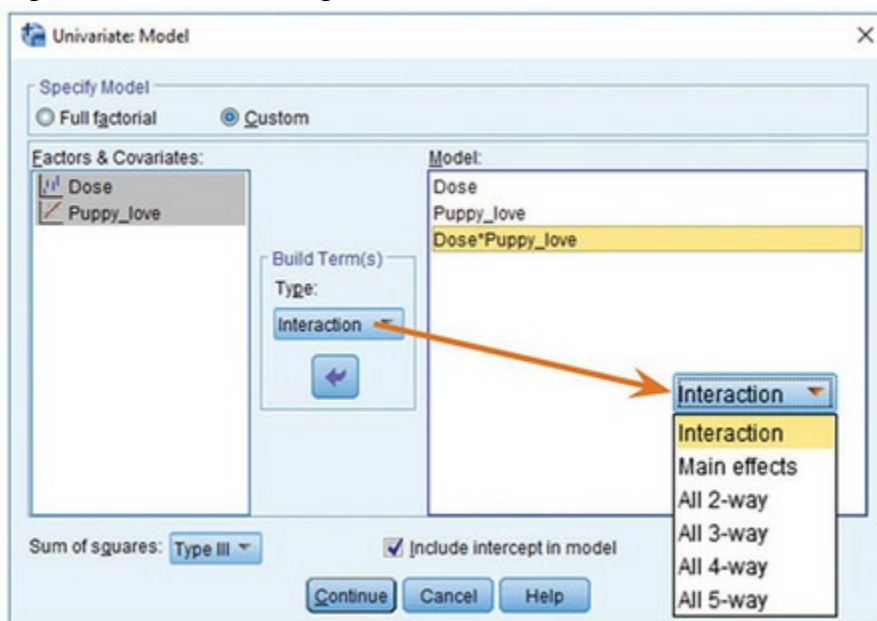 Univariate: Model
Specify Model
Full factorial Custom
Factors & Covariates:
Dose
Puppy_love
Build Term(s)
Type:
Interaction
Model:
Dose
Puppy_love
Dose*Puppy_love
Interaction
Interaction
Main effects
All 2-way
All 3-way
All 4-way
All 5-way
Sum of squares: Type III Include intercept in model
Continue Cancel Help